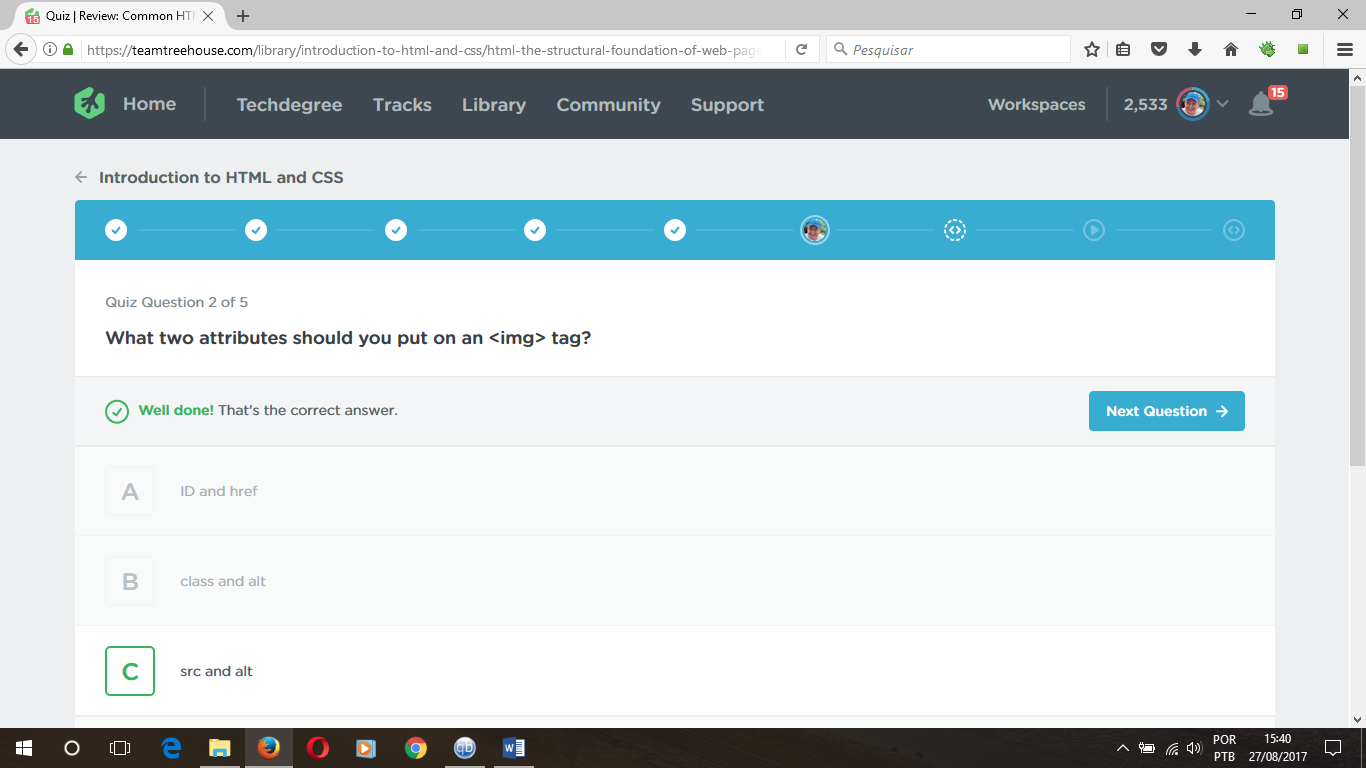 Quiz | Review: Common HT
https://teamtreehouse.com/library/introduction-to-html-and-css/html-the-structural-foundation-of-web-page
Pesquisar
Home
Techdegree
Tracks
Library
Community
Support
Workspaces
2,533
15
Introduction to HTML and CSS
Quiz Question 2 of 5
What two attributes should you put on an <img> tag?
Well done! That's the correct answer.
Next Question
A
ID and href
B
class and alt
C
src and alt
POR
PTB
15:40
27/08/2017